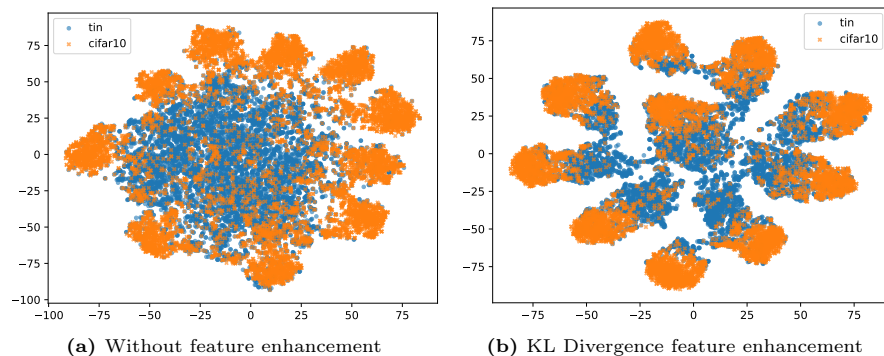 tin
cifar10
75
50
25
0
−25
−50
−75
−100
−100 −75 −50 −25 0 25 50 75
(a) Without feature enhancement
tin
cifar10
75
50
25
0
−25
−50
−75
−75 −50 −25 0 25 50 75
(b) KL Divergence feature enhancement